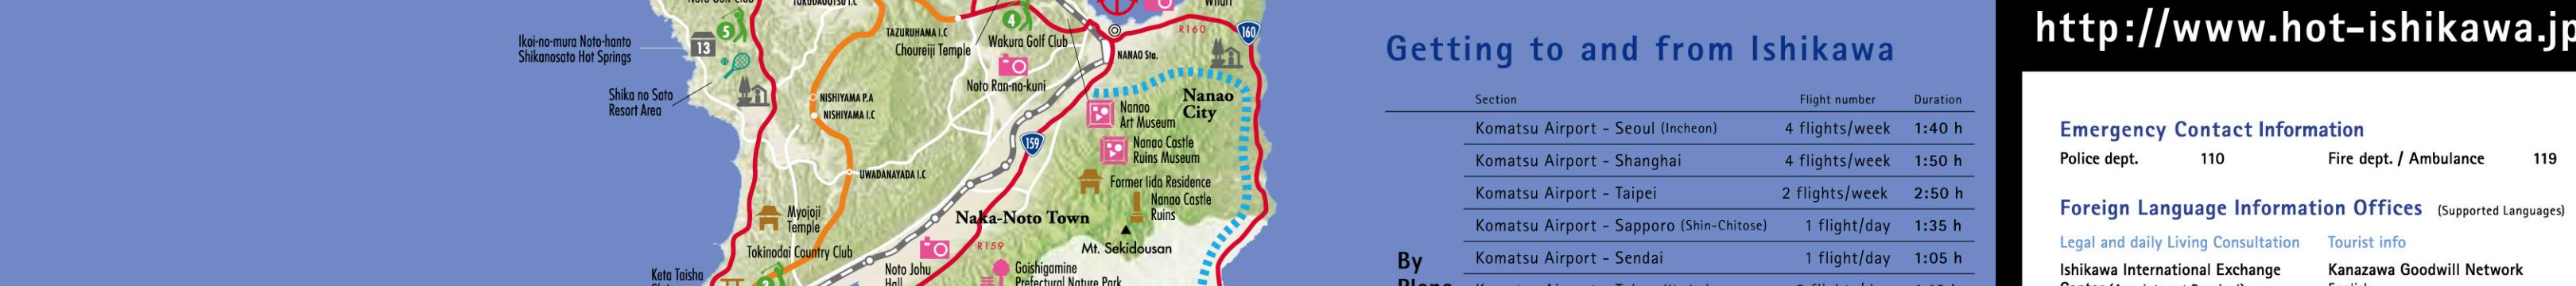 Wharf
TAZURUHAMA I.C
4
R160
160
Ikoi-no-mura Noto-hanto
Shikanosato Hot Springs
13
5
Choureiji Temple
Wakura Golf Club
NANAO Sta.
Noto Ran-no-kuni
Shika no Sato
Resort Area
NISHIYAMA P.A
NISHIYAMA I.C
Nanao
Art Museum
Nanao
City
159
Nanao Castle
Ruins Museum
UWADANAYADA I.C
Former Iida Residence
Nanao Castle
Ruins
Myojoji
Temple
Naka-Noto Town
R159
Mt. Sekidousan
Tokinodai Country Club
Keta Taisha
Noto Johu
Hall
Goishigamine
Prefectural Nature Park
Getting to and from Ishikawa
Section Flight number Duration
Komatsu Airport - Seoul (Incheon) 4 flights/week 1:40 h
Komatsu Airport - Shanghai 4 flights/week 1:50 h
Komatsu Airport - Taipei 2 flights/week 2:50 h
Komatsu Airport - Sapporo (Shin-Chitose) 1 flight/day 1:35 h
Komatsu Airport - Sendai 1 flight/day 1:05 h
By
Plane
http://www.hot-ishikawa.jp
Emergency Contact Information
Police dept. 110 Fire dept. / Ambulance 119
Foreign Language Information Offices (Supported Languages)
Legal and daily Living Consultation Tourist info
Ishikawa International Exchange Kanazawa Goodwill Network